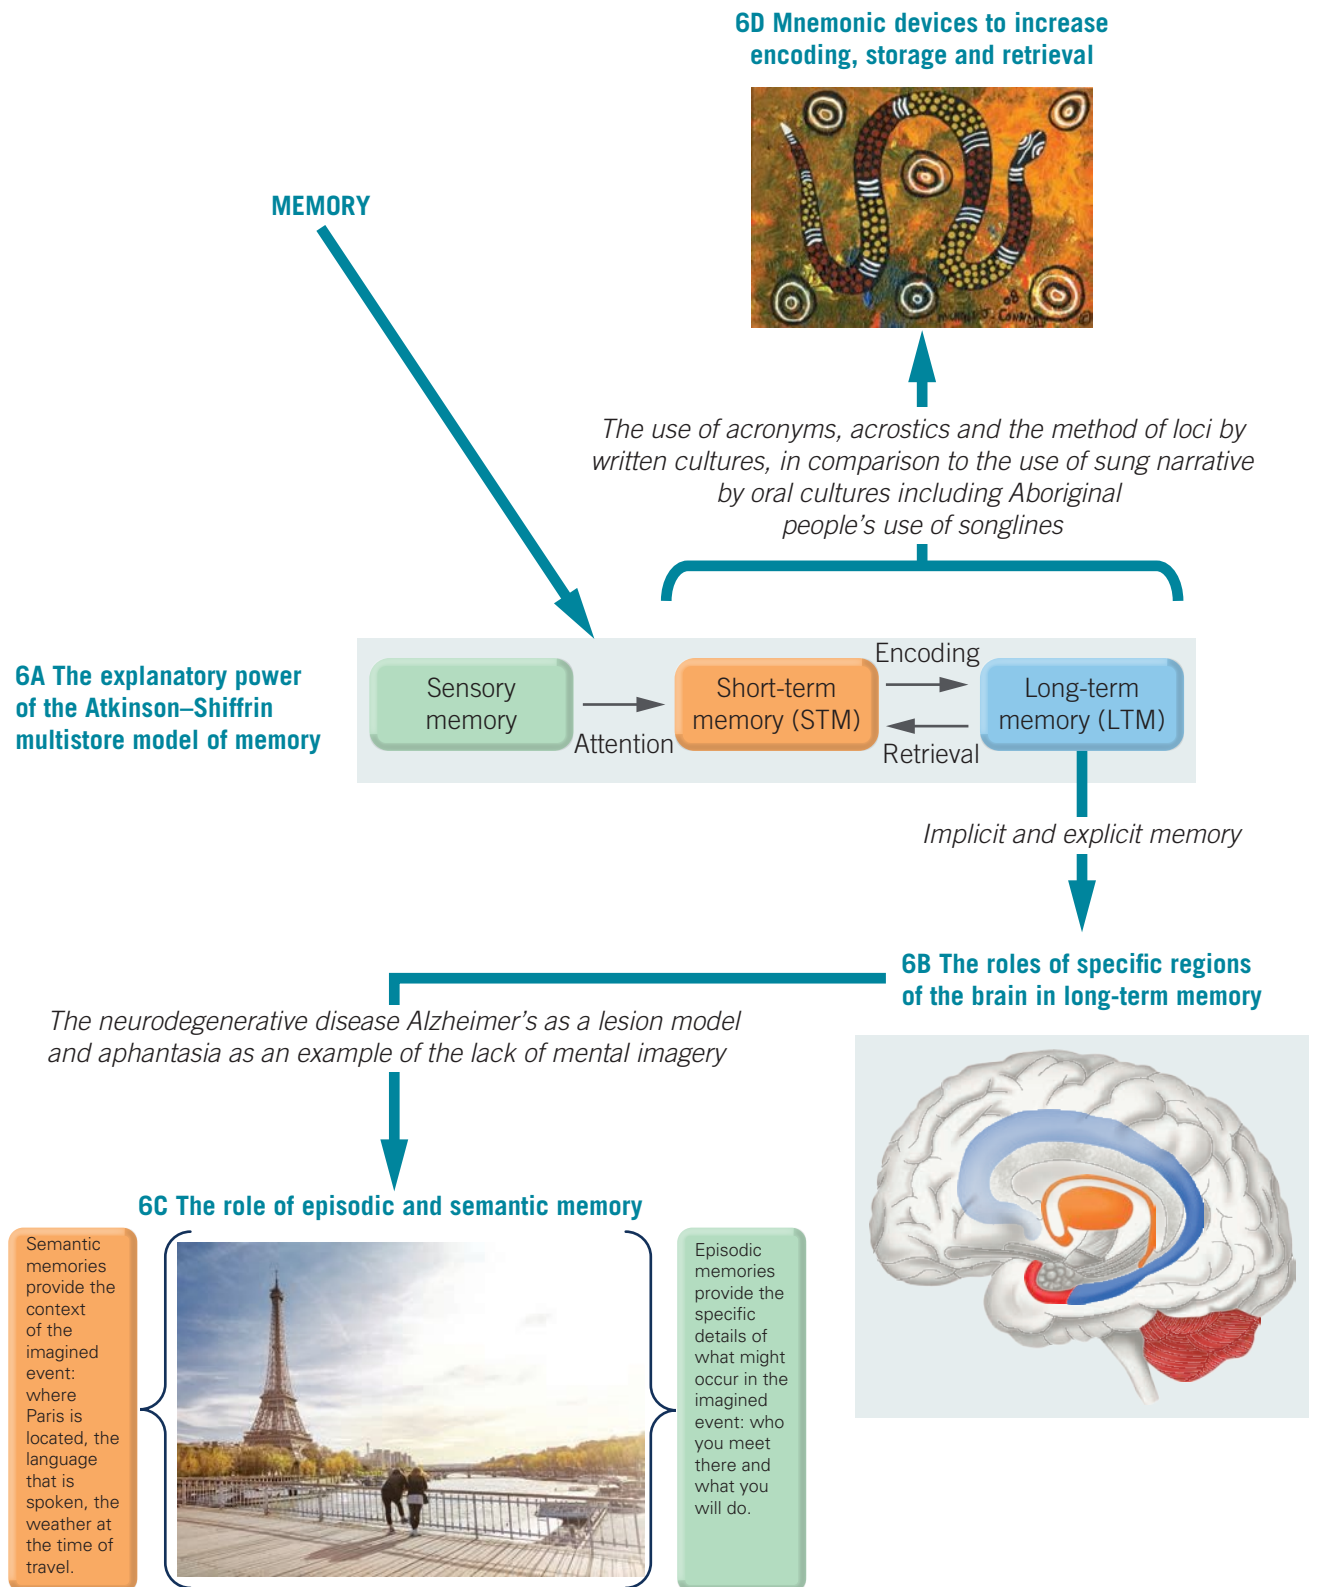 6D Mnemonic devices to increase
encoding, storage and retrieval
MEMORY
08
The use of acronyms, acrostics and the method of loci by
written cultures, in comparison to the use of sung narrative
by oral cultures including Aboriginal
people’s use of songlines
6A The explanatory power
of the Atkinson–Shiffrin
multistore model of memory
Sensory
memory
Attention
Short-term
memory (STM)
Encoding
Retrieval
Long-term
memory (LTM)
Implicit and explicit memory
6B The roles of specific regions
of the brain in long-term memory
The neurodegenerative disease Alzheimer’s as a lesion model
and aphantasia as an example of the lack of mental imagery
6C The role of episodic and semantic memory
Semantic
memories
provide the
context
of the
imagined
event:
where
Paris is
located, the
language
that is
spoken, the
weather at
the time of
travel.
Episodic
memories
provide the
specific
details of
what might
occur in the
imagined
event: who
you meet
there and
what you
will do.